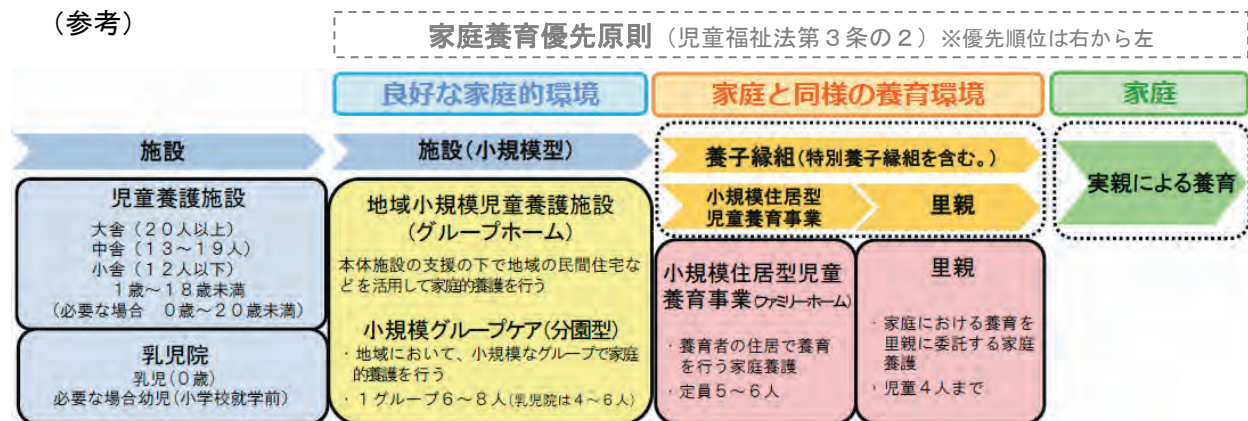 (参考)
家庭養育優先原則 (児童福祉法第3条の2) ※優先順位は右から左
良好な家庭的環境
家庭と同様の養育環境
家庭
施設
施設(小規模型)
養子縁組(特別養子縁組を含む。)
小規模住居型
児童養育事業
里親
実親による養育
児童養護施設
大舎(20人以上)
中舎(13~19人)
小舎(12人以下)
1歳~18歳未満
(必要な場合 0歳~20歳未満)
乳児院
乳児(0歳)
必要な場合幼児(小学校就学前)
地域小規模児童養護施設
(グループホーム)
本体施設の支援の下で地域の民間住宅な
どを活用して家庭的養護を行う
小規模グループケア(分園型)
・地域において、小規模なグループで家庭
的養護を行う
・1グループ6~8人(乳児院は4~6人)
小規模住居型児童
養育事業(ファミリーホーム)
・養育者の住居で養育
を行う家庭養護
・定員5~6人
里親
・家庭における養育を
里親に委託する家庭
養護
・児童4人まで